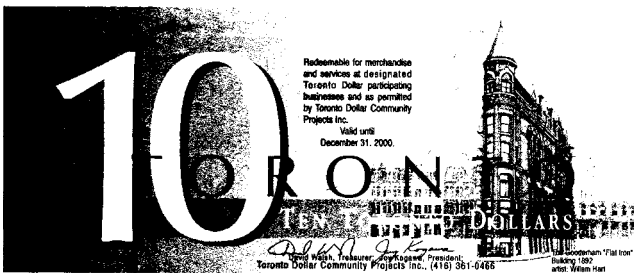 10
Redeemable for merchandise
and services at designated
Toronto Dollar participating
businesses and as permitted
by Toronto Dollar Community
Projects Inc.
Valid until
December 31. 2000.
TORONT
TEN DOLLARS
David Walsh, Treasurer; Joy Kogawa, President;
Toronto Dollar Community Projects Inc., (416) 361-0466
The Gooderham "Flat Iron"
Building 1892
artist: William Hart